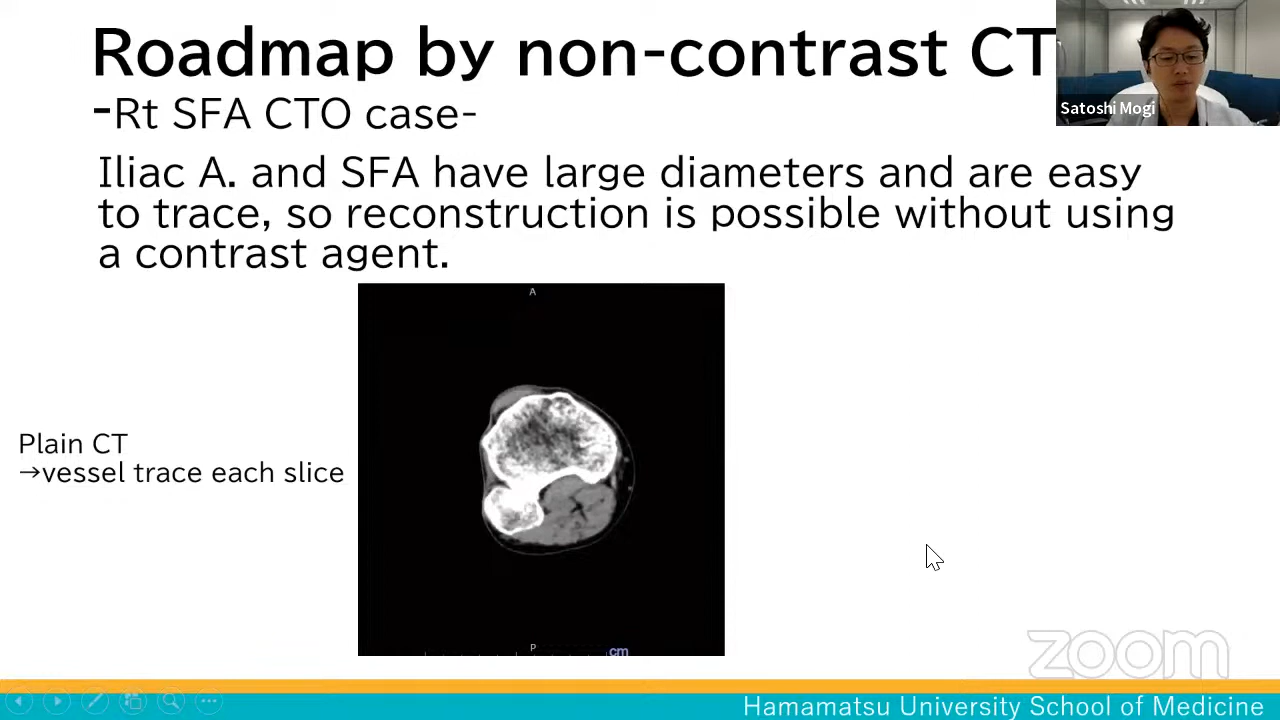 Roadmap by non-contrast CT
-Rt SFA CTO case-
Satoshi Mogi
Iliac A. and SFA have large diameters and are easy
to trace, so reconstruction is possible without using
a contrast agent.
A
Plain CT
→vessel trace each slice
P
cm
zoom
Hamamatsu University School of Medicine